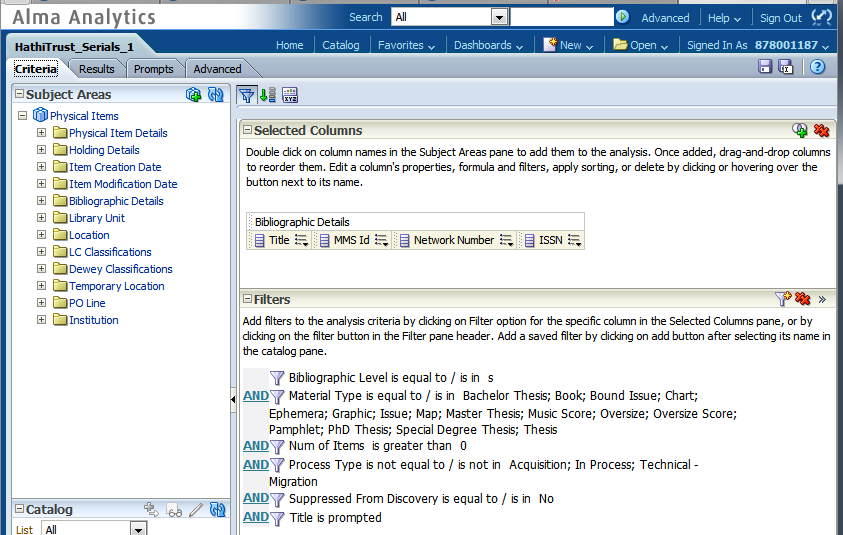 Alma Analytics
Search All Advanced Help Sign Out
HathiTrust_Serials_1
Home Catalog Favorites Dashboards New Open Signed In As 878001187
Criteria Results Prompts Advanced
Subject Areas
Physical Items
Physical Item Details
Holding Details
Item Creation Date
Item Modification Date
Bibliographic Details
Library Unit
Location
LC Classifications
Dewey Classifications
Temporary Location
PO Line
Institution
Catalog
List All
XYZ
Selected Columns
Double click on column names in the Subject Areas pane to add them to the analysis. Once added, drag-and-drop columns
to reorder them. Edit a column's properties, formula and filters, apply sorting, or delete by clicking or hovering over the
button next to its name.
Bibliographic Details
Title MMS Id Network Number ISSN
Filters »
Add filters to the analysis criteria by clicking on Filter option for the specific column in the Selected Columns pane, or by
clicking on the filter button in the Filter pane header. Add a saved filter by clicking on add button after selecting its name in
the catalog pane.
Bibliographic Level is equal to / is in s
AND Material Type is equal to / is in Bachelor Thesis; Book; Bound Issue; Chart;
Ephemera; Graphic; Issue; Map; Master Thesis; Music Score; Oversize; Oversize Score;
Pamphlet; PhD Thesis; Special Degree Thesis; Thesis
AND Num of Items is greater than 0
AND Process Type is not equal to / is not in Acquisition; In Process; Technical -
Migration
AND Suppressed From Discovery is equal to / is in No
AND Title is prompted